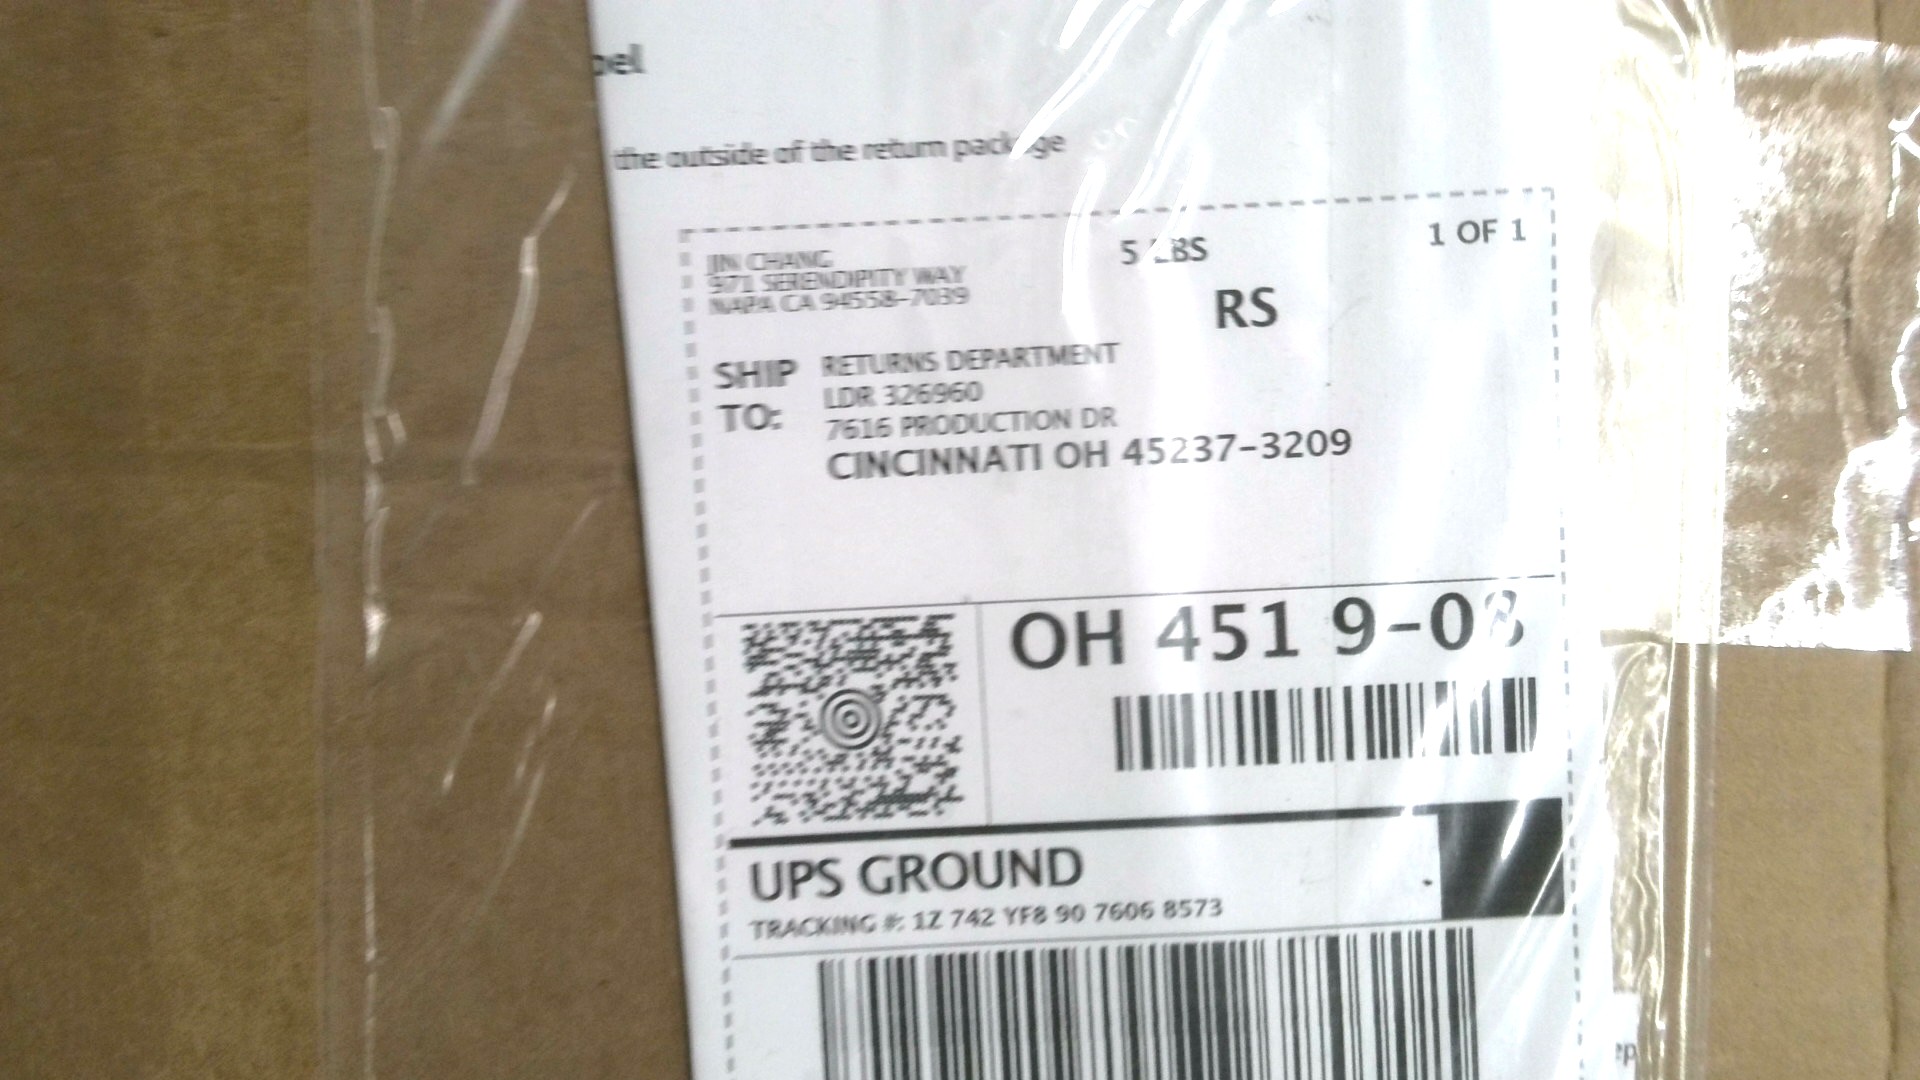 the outside of the return package
JIN CHANG
971 SERENDIPITY WAY
NAPA CA 94558-7039
5 LBS
1 OF 1
RS
SHIP TO:
RETURNS DEPARTMENT
LDR 326960
7616 PRODUCTION DR
CINCINNATI OH 45237-3209
OH 451 9-03
UPS GROUND
TRACKING #: 1Z 742 YF8 90 7606 8573